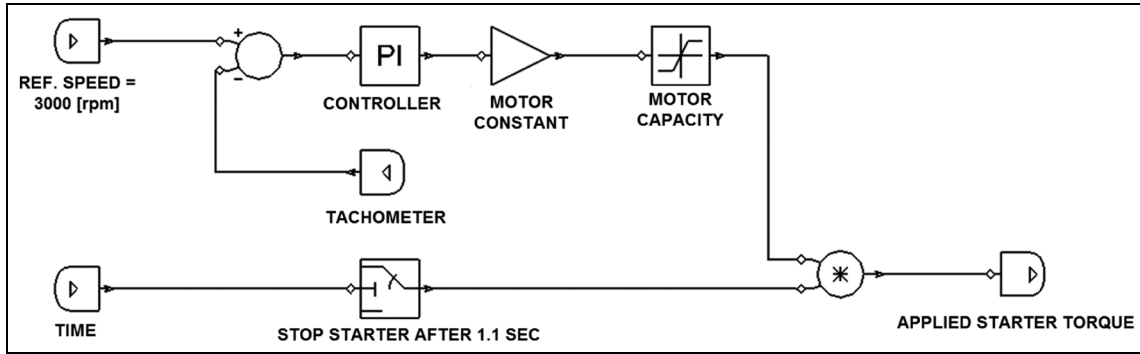 REF. SPEED =
3000 [rpm]
+
−
PI
CONTROLLER
MOTOR
CONSTANT
MOTOR
CAPACITY
TACHOMETER
TIME
STOP STARTER AFTER 1.1 SEC
*
APPLIED STARTER TORQUE